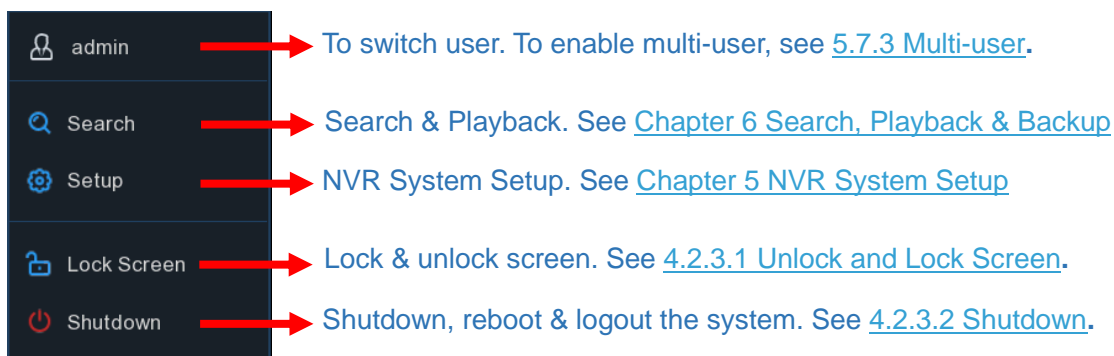 admin To switch user. To enable multi-user, see 5.7.3 Multi-user.
Search Search & Playback. See Chapter 6 Search, Playback & Backup
Setup NVR System Setup. See Chapter 5 NVR System Setup
Lock Screen Lock & unlock screen. See 4.2.3.1 Unlock and Lock Screen.
Shutdown Shutdown, reboot & logout the system. See 4.2.3.2 Shutdown.